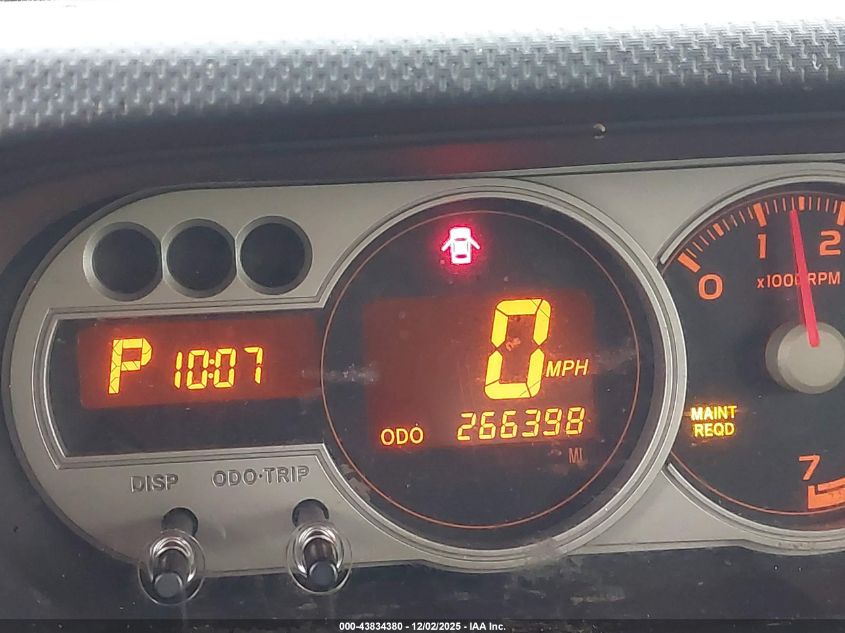 0 1 2
x1000RPM
P 10:07
0 MPH
ODO 266398
MI
MAINT
REQD
7
DISP ODO·TRIP
000-43834380 - 12/02/2025 - IAA Inc.